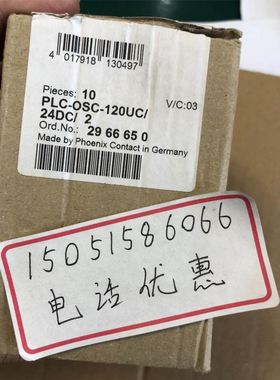 4 017918 130497
Pieces: 10
PLC-OSC-120UC/ V/C:03
24DC/ 2
Ord.No.: 29 66 65 0
Made by Phoenix Contact in Germany
15051586066
电话优惠